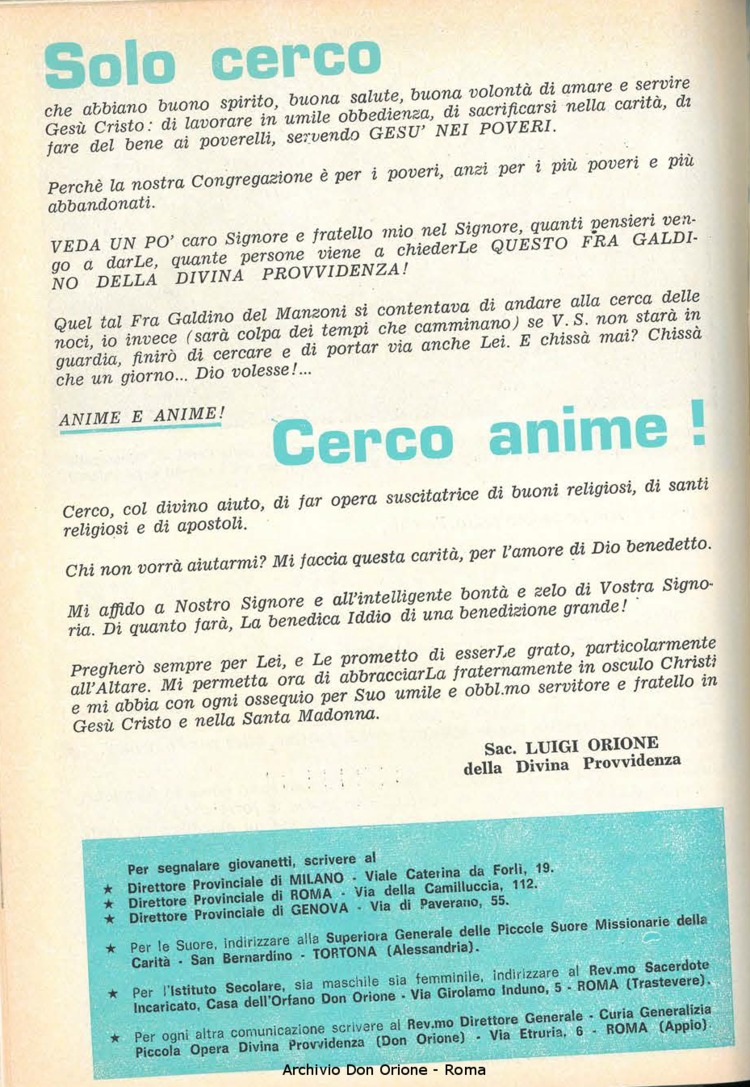 Solo cerco
che abbiano buono spirito, buona salute, buona volontà di amare e servire
Gesù Cristo: di lavorare in umile obbedienza, di sacrificarsi nella carità, di
fare del bene ai poverelli, servendo GESU' NEI POVERI.
Perchè la nostra Congregazione è per i poveri, anzi per i più poveri e più
abbandonati.
VEDA UN PO' caro Signore e fratello mio nel Signore, quanti pensieri ven-
go a darLe, quante persone viene a chiederLe QUESTO FRA GALDI-
NO DELLA DIVINA PROVVIDENZA!
Quel tal Fra Galdino del Manzoni si contentava di andare alla cerca delle
noci, io invece (sarà colpa dei tempi che camminano) se V.S. non starà in
guardia, finirò di cercare e di portar via anche Lei. E chissà mai? Chissà
che un giorno... Dio volesse!...
ANIME E ANIME!
Cerco anime!
Cerco, col divino aiuto, di far opera suscitatrice di buoni religiosi, di santi
religiosi e di apostoli.
Chi non vorrà aiutarmi? Mi faccia questa carità, per l'amore di Dio benedetto.
Mi affido a Nostro Signore e all'intelligente bontà e zelo di Vostra Signo-
ria. Di quanto farà, La benedica Iddio di una benedizione grande!
Pregherò sempre per Lei, e Le prometto di esserLe grato, particolarmente
all'Altare. Mi permetta ora di abbracciarLa fraternamente in osculo Christi
e mi abbia con ogni ossequio per Suo umile e obbl.mo servitore e fratello in
Gesù Cristo e nella Santa Madonna.
Sac. LUIGI ORIONE
della Divina Provvidenza
Per segnalare giovanetti, scrivere al
★ Direttore Provinciale di MILANO - Viale Caterina da Forlì, 19.
★ Direttore Provinciale di ROMA - Via della Camilluccia, 112.
★ Direttore Provinciale di GENOVA - Via di Paverano, 55.
★ Per le Suore, indirizzare alla Superiora Generale delle Piccole Suore Missionarie della
Carità - San Bernardino - TORTONA (Alessandria).
★ Per l'Istituto Secolare, sia maschile sia femminile, indirizzare al Rev.mo Sacerdote
Incaricato, Casa dell'Orfano Don Orione - Via Girolamo Induno, 5 - ROMA (Trastevere).
★ Per ogni altra comunicazione scrivere al Rev.mo Direttore Generale - Curia Generalizia
Piccola Opera Divina Provvidenza (Don Orione) - Via Etruria, 6 - ROMA (Appio)
Archivio Don Orione - Roma